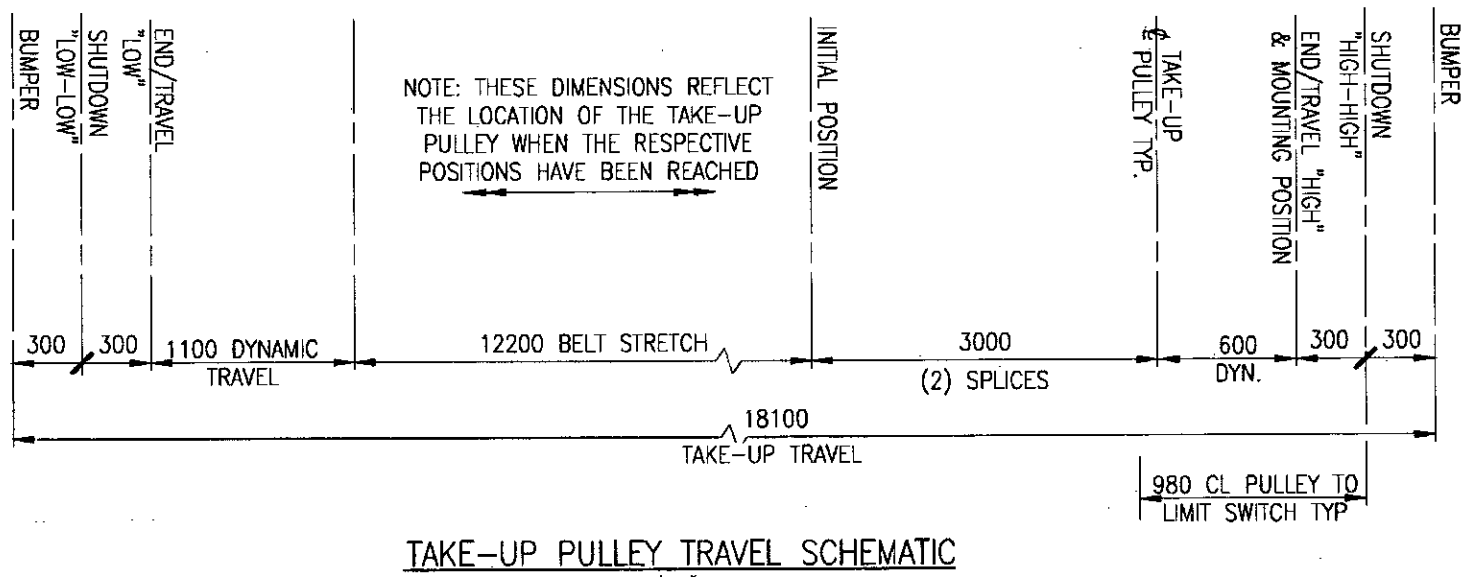 BUMPER
SHUTDOWN
"LOW-LOW"
END/TRAVEL
"LOW"
NOTE: THESE DIMENSIONS REFLECT
THE LOCATION OF THE TAKE-UP
PULLEY WHEN THE RESPECTIVE
POSITIONS HAVE BEEN REACHED
INITIAL POSITION
℄ TAKE-UP
PULLEY TYP.
END/TRAVEL "HIGH"
& MOUNTING POSITION
SHUTDOWN
"HIGH-HIGH"
BUMPER
300
300
1100 DYNAMIC
TRAVEL
12200 BELT STRETCH
3000
(2) SPLICES
600
DYN.
300
300
18100
TAKE-UP TRAVEL
980 CL PULLEY TO
LIMIT SWITCH TYP
TAKE-UP PULLEY TRAVEL SCHEMATIC